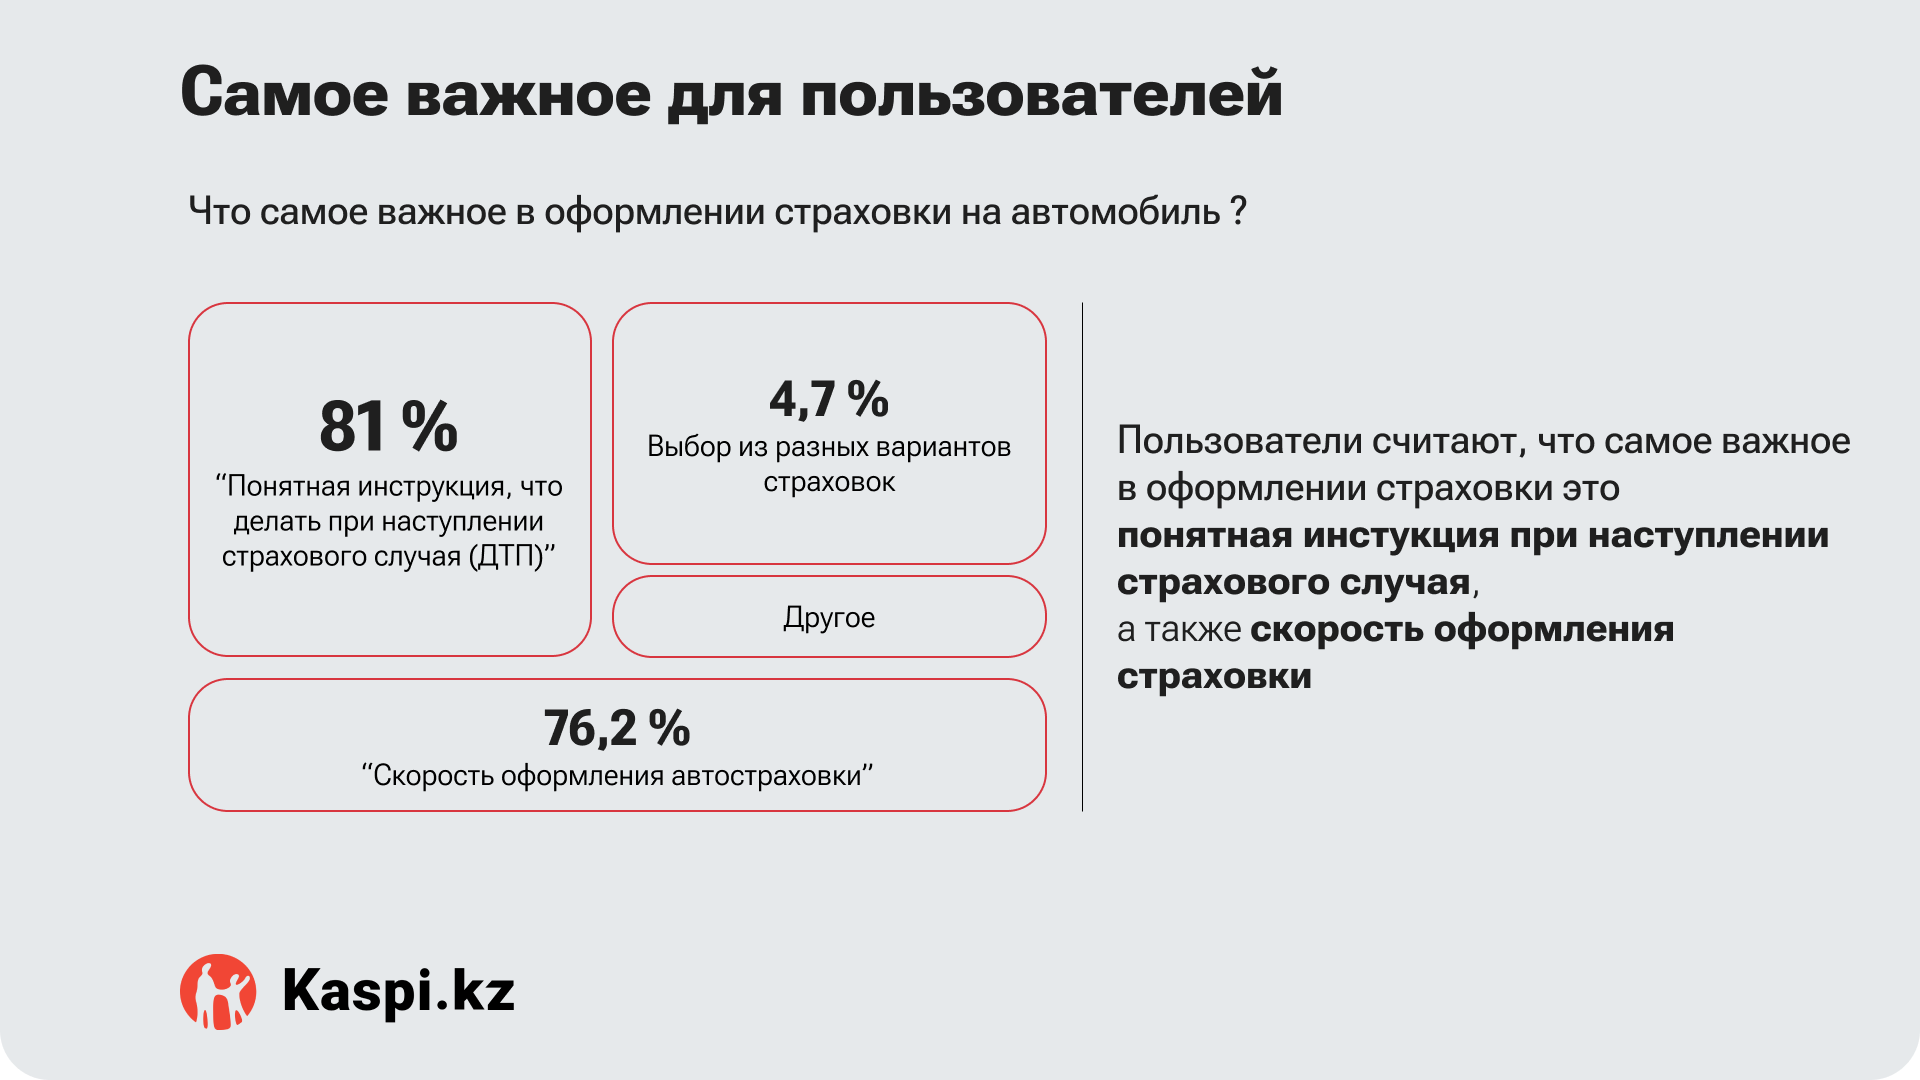 Самое важное для пользователей
Что самое важное в оформлении страховки на автомобиль ?
81 %
“Понятная инструкция, что
делать при наступлении
страхового случая (ДТП)”
4,7 %
Выбор из разных вариантов
страховок
Другое
76,2 %
“Скорость оформления автостраховки”
Пользователи считают, что самое важное
в оформлении страховки это
понятная инстукция при наступлении
страхового случая,
а также скорость оформления
страховки
Kaspi.kz